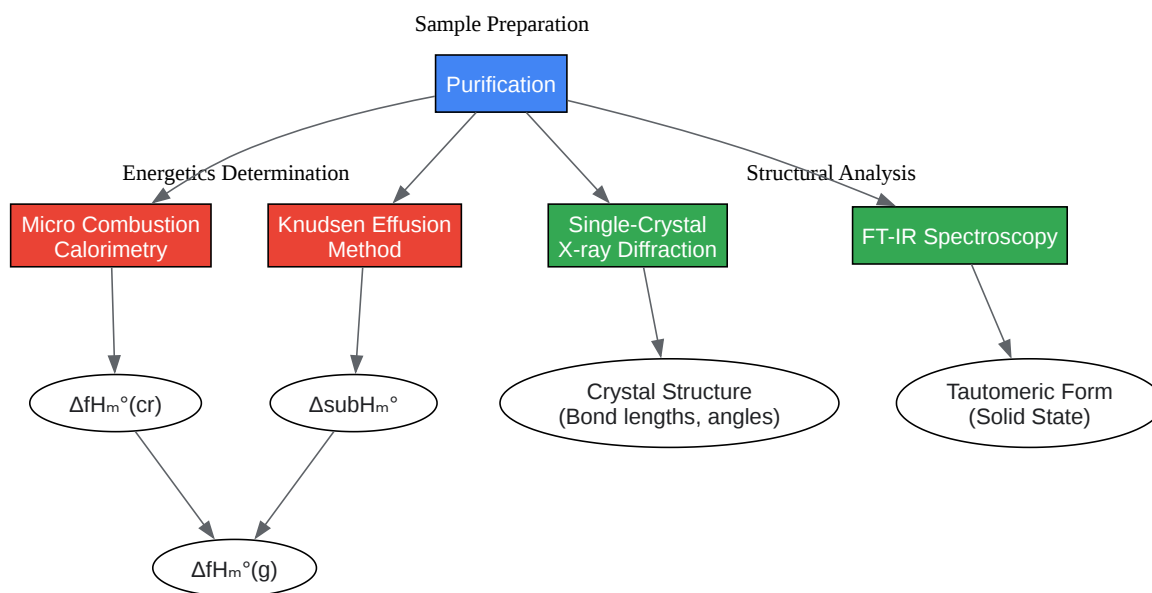 Sample Preparation
Purification
Energetics Determination
Structural Analysis
Micro Combustion
Calorimetry
Knudsen Effusion
Method
Single-Crystal
X-ray Diffraction
FT-IR Spectroscopy
ΔfHₘ°(cr)
ΔsubHₘ°
Crystal Structure
(Bond lengths, angles)
Tautomeric Form
(Solid State)
ΔfHₘ°(g)